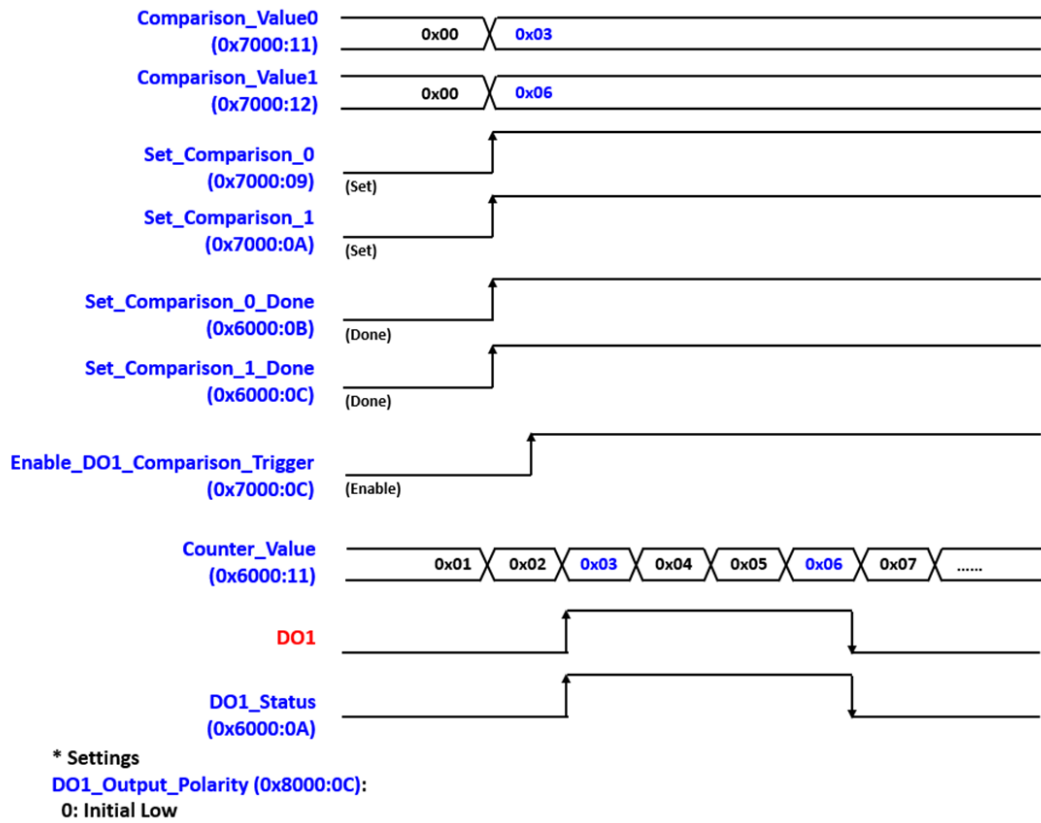 Comparison_Value0
(0x7000:11)
0x00 0x03
Comparison_Value1
(0x7000:12)
0x00 0x06
Set_Comparison_0
(0x7000:09)
(Set)
Set_Comparison_1
(0x7000:0A)
(Set)
Set_Comparison_0_Done
(0x6000:0B)
(Done)
Set_Comparison_1_Done
(0x6000:0C)
(Done)
Enable_DO1_Comparison_Trigger
(0x7000:0C)
(Enable)
Counter_Value
(0x6000:11)
0x01 0x02 0x03 0x04 0x05 0x06 0x07 ......
DO1
DO1_Status
(0x6000:0A)
* Settings
DO1_Output_Polarity (0x8000:0C):
0: Initial Low